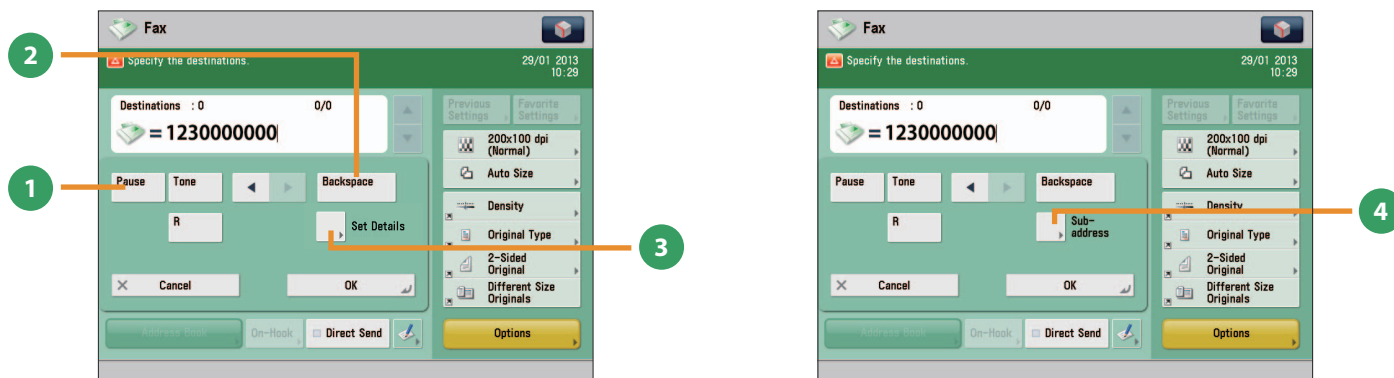 Fax
Specify the destinations.
29/01 2013
10:29
Destinations : 0
0/0
=1230000000
Previous Settings
Favorite Settings
200x100 dpi
(Normal)
Auto Size
Pause
Tone
Backspace
R
Set Details
Density
Original Type
2-Sided
Original
Different Size
Originals
Cancel
OK
Address Book
On-Hook
Direct Send
Options
1
2
3
Fax
Specify the destinations.
29/01 2013
10:29
Destinations : 0
0/0
=1230000000
Previous Settings
Favorite Settings
200x100 dpi
(Normal)
Auto Size
Pause
Tone
Backspace
R
Sub-
address
Density
Original Type
2-Sided
Original
Different Size
Originals
Cancel
OK
Address Book
On-Hook
Direct Send
Options
4